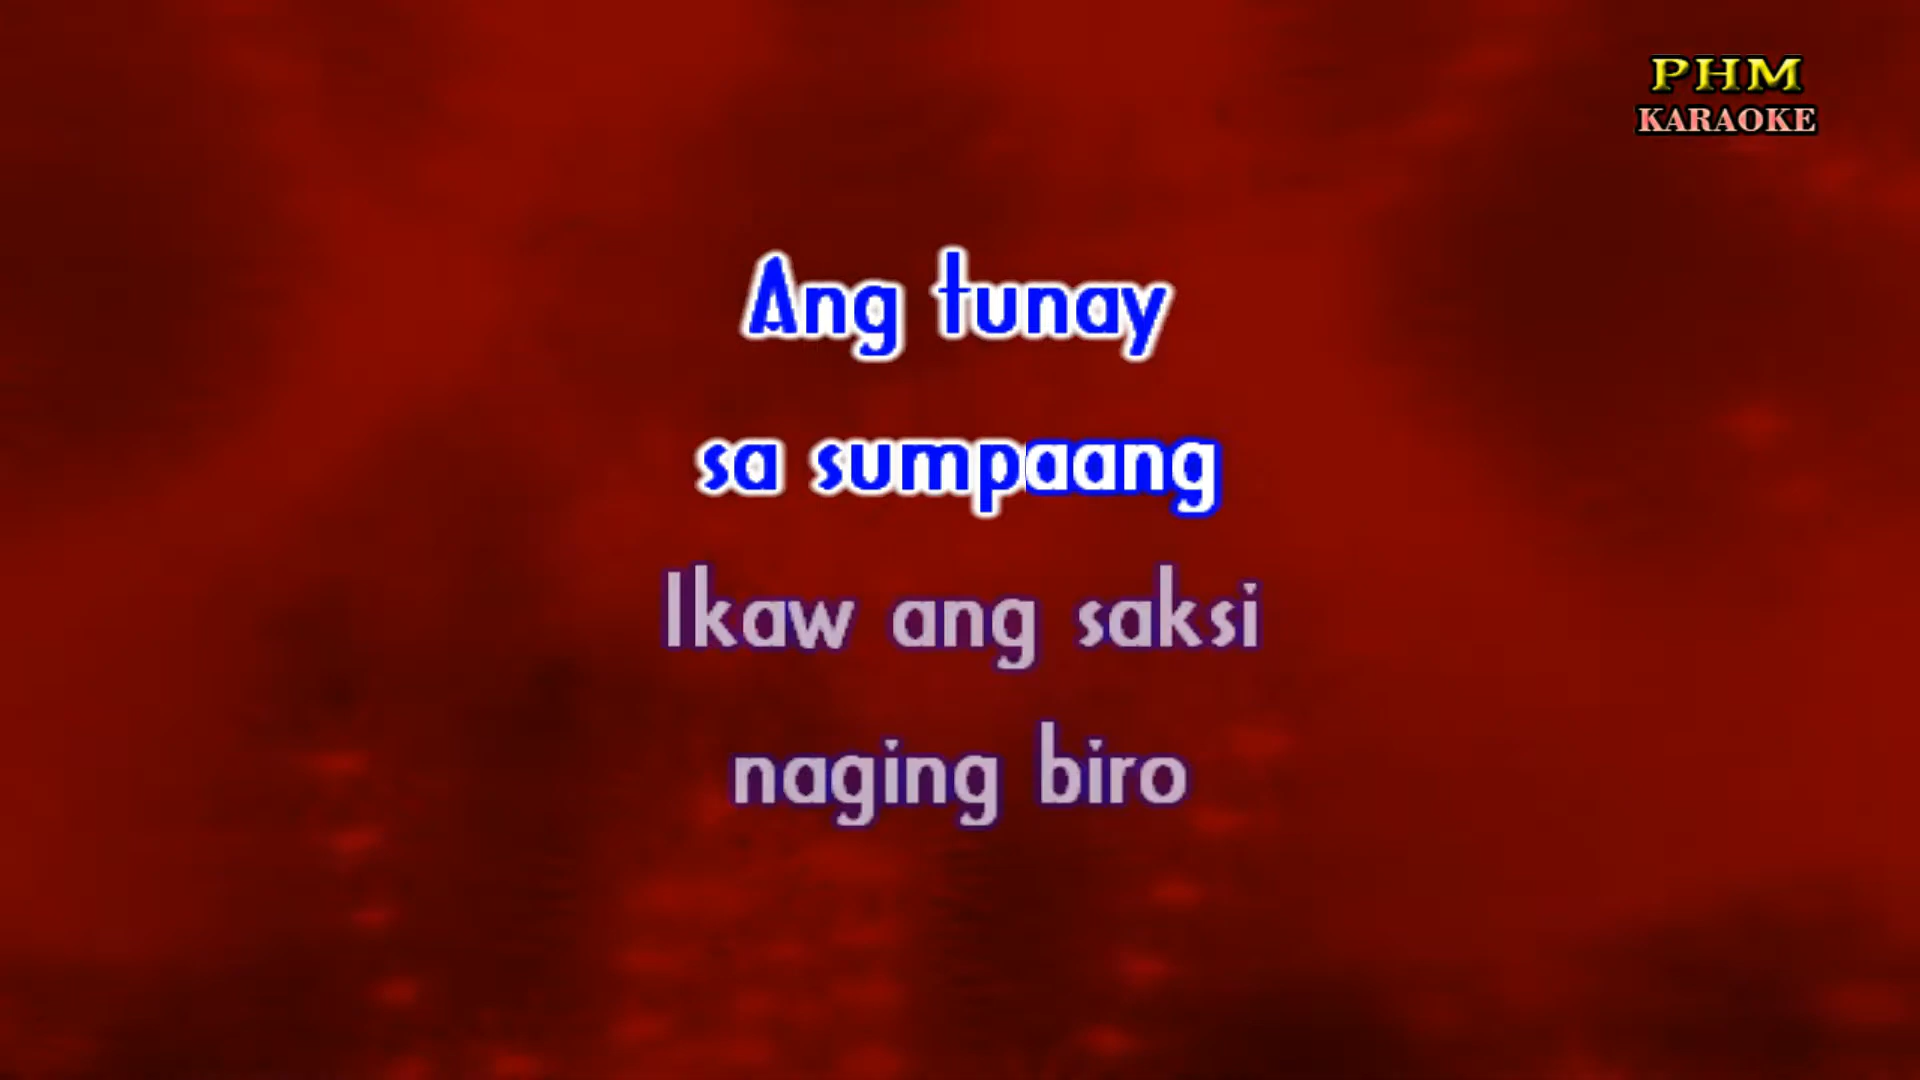 PHM
KARAOKE
Ang tunay
sa sumpaang
Ikaw ang saksi
naging biro